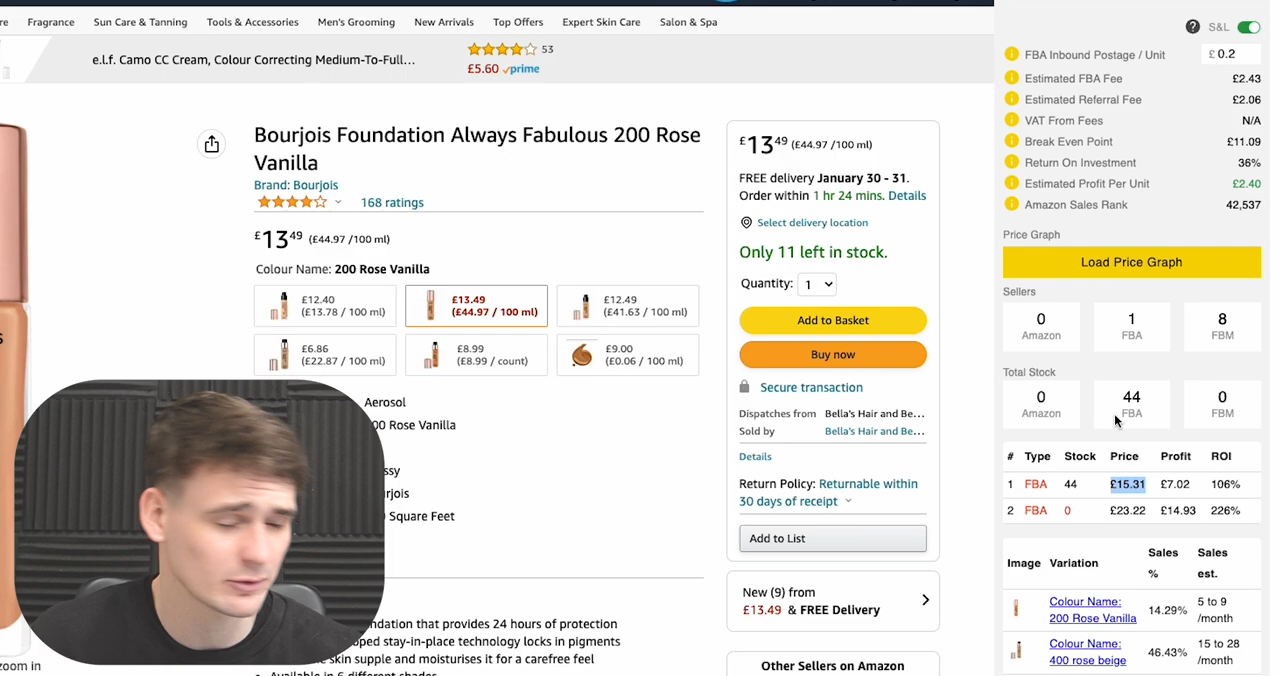 re Fragrance Sun Care & Tanning Tools & Accessories Men's Grooming New Arrivals Top Offers Expert Skin Care Salon & Spa
e.l.f. Camo CC Cream, Colour Correcting Medium-To-Full...
53
£5.60 prime
Bourjois Foundation Always Fabulous 200 Rose
Vanilla
Brand: Bourjois
168 ratings
£13 49 (£44.97 /100 ml)
Colour Name: 200 Rose Vanilla
£12.40
(£13.78 / 100 ml)
£13.49
(£44.97 / 100 ml)
£12.49
(£41.63 / 100 ml)
£6.86
(£22.87 / 100 ml)
£8.99
(£8.99 / count)
£9.00
(£0.06 / 100 ml)
Aerosol
00 Rose Vanilla
ssy
urjois
Square Feet
ndation that provides 24 hours of protection
oped stay-in-place technology locks in pigments
skin supple and moisturises it for a carefree feel
Available in 6 different shades
zoom in
£13 49 (£44.97 /100 ml)
FREE delivery January 30 - 31.
Order within 1 hr 24 mins. Details
Select delivery location
Only 11 left in stock.
Quantity: 1
Add to Basket
Buy now
Secure transaction
Dispatches from Bella's Hair and Be...
Sold by Bella's Hair and Be...
Details
Return Policy: Returnable within
30 days of receipt
Add to List
New (9) from
£13.49 & FREE Delivery
Other Sellers on Amazon
? S&L
FBA Inbound Postage / Unit £ 0.2
Estimated FBA Fee £2.43
Estimated Referral Fee £2.06
VAT From Fees N/A
Break Even Point £11.09
Return On Investment 36%
Estimated Profit Per Unit £2.40
Amazon Sales Rank 42,537
Price Graph
Load Price Graph
Sellers
0 1 8
Amazon FBA FBM
Total Stock
0 44 0
Amazon FBA FBM
# Type Stock Price Profit ROI
1 FBA 44 £15.31 £7.02 106%
2 FBA 0 £23.22 £14.93 226%
Image Variation Sales % Sales est.
Colour Name: 200 Rose Vanilla 14.29% 5 to 9 /month
Colour Name: 400 rose beige 46.43% 15 to 28 /month